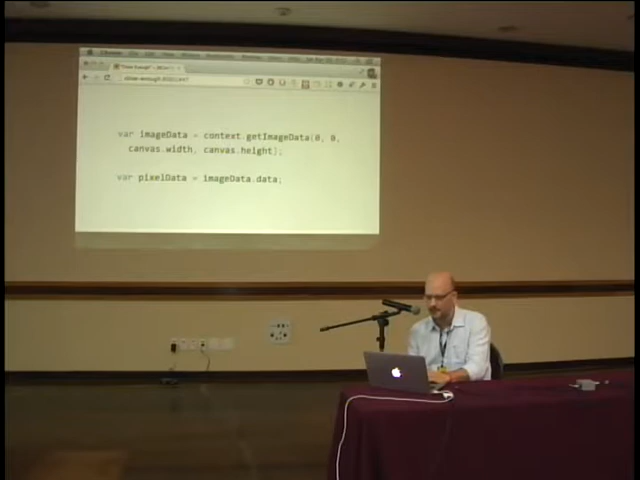 var imageData = context.getImageData(0, 0,
canvas.width, canvas.height);
var pixelData = imageData.data;